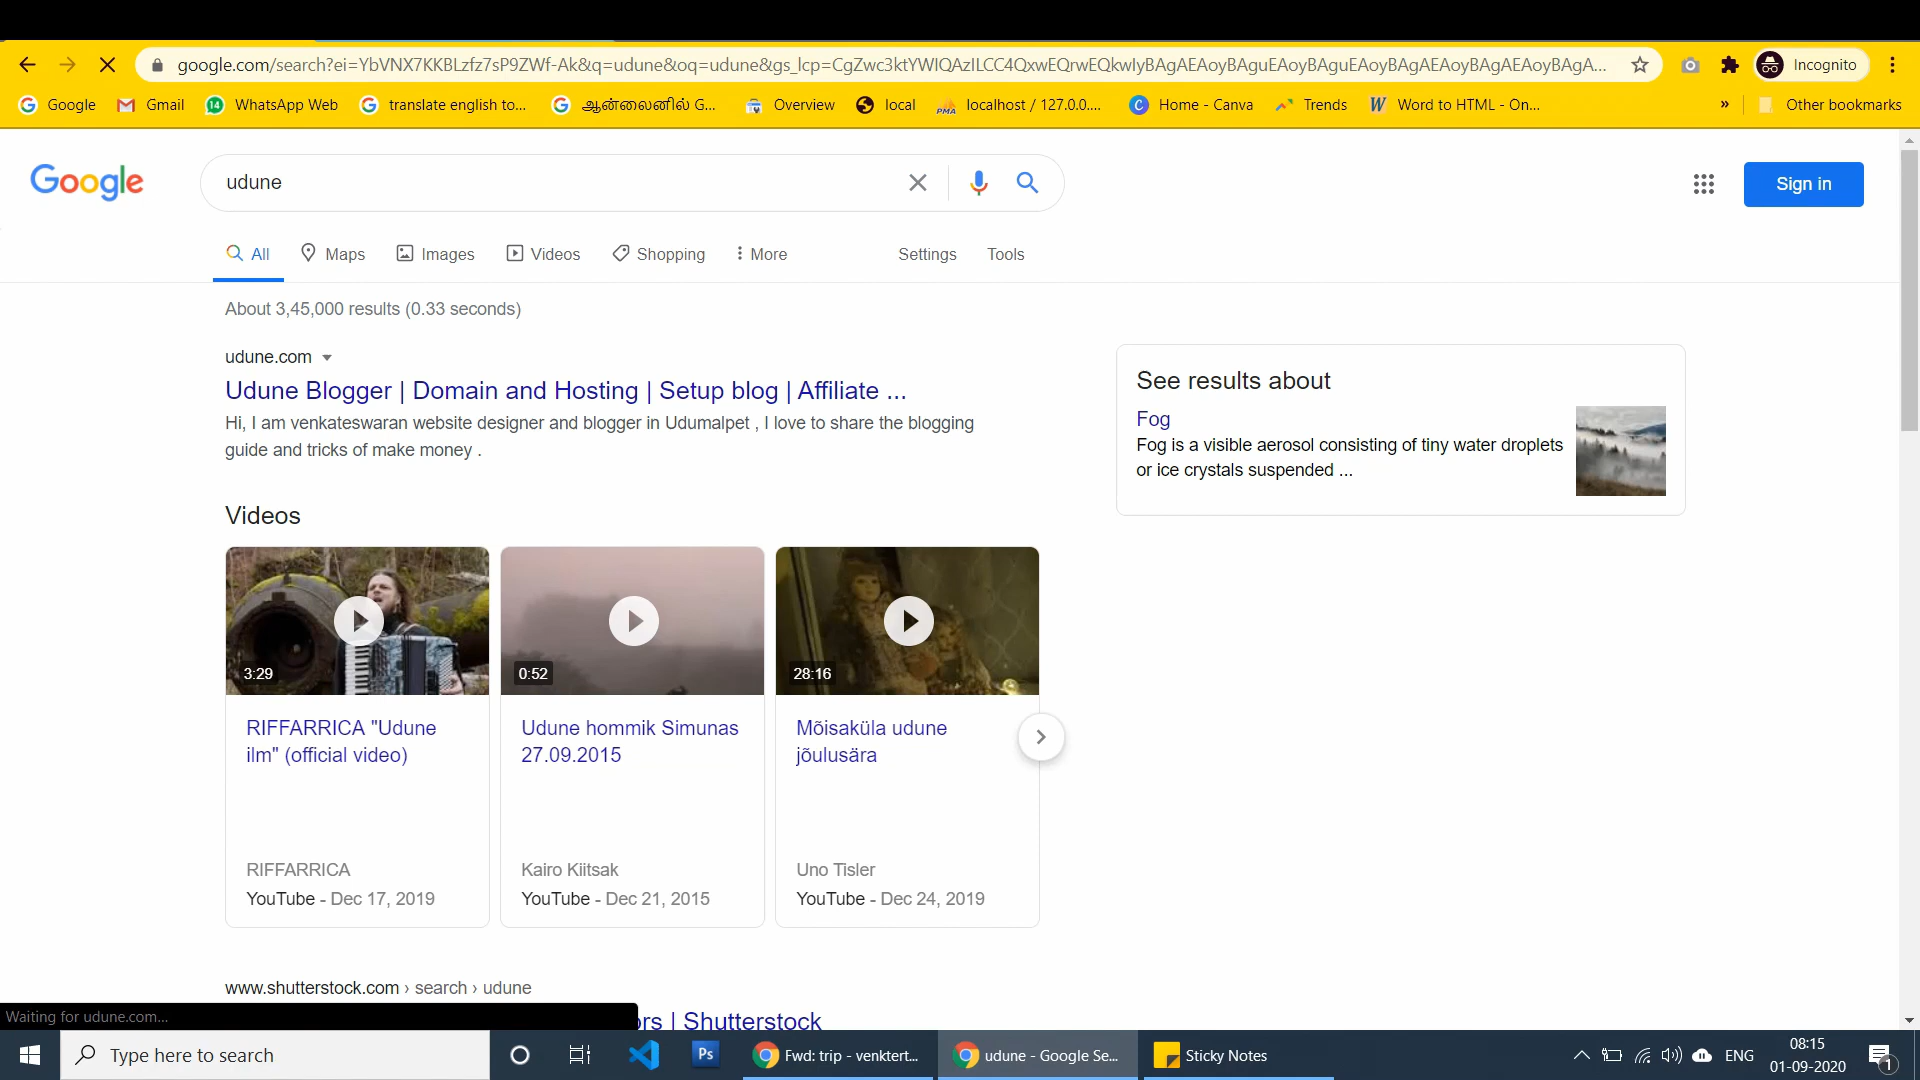 google.com/search?ei=YbVNX7KKBLzfz7sP9ZWf-Ak&q=udune&oq=udune&gs_lcp=CgZwc3ktYWIQAzILCC4QxwEQrwEQkwIyBAgAEAoyBAguEAoyBAguEAoyBAgAEAoyBAgAEAoyBAgA...
Incognito
Google
Gmail
14
WhatsApp Web
translate english to...
ஆன்லைனில் G...
Overview
local
PMA
localhost / 127.0.0....
Home - Canva
Trends
Word to HTML - On...
»
Other bookmarks
Google
udune
Sign in
All
Maps
Images
Videos
Shopping
More
Settings
Tools
About 3,45,000 results (0.33 seconds)
udune.com
Udune Blogger | Domain and Hosting | Setup blog | Affiliate ...
Hi, I am venkateswaran website designer and blogger in Udumalpet , I love to share the blogging
guide and tricks of make money .
See results about
Fog
Fog is a visible aerosol consisting of tiny water droplets
or ice crystals suspended ...
Videos
3:29
0:52
28:16
RIFFARRICA "Udune
ilm" (official video)
RIFFARRICA
YouTube - Dec 17, 2019
Udune hommik Simunas
27.09.2015
Kairo Kiitsak
YouTube - Dec 21, 2015
Mõisaküla udune
jõulusära
Uno Tisler
YouTube - Dec 24, 2019
www.shutterstock.com › search › udune
Waiting for udune.com...
ors | Shutterstock
Type here to search
Ps
Fwd: trip - venktert...
udune - Google Se...
Sticky Notes
ENG
08:15
01-09-2020
1